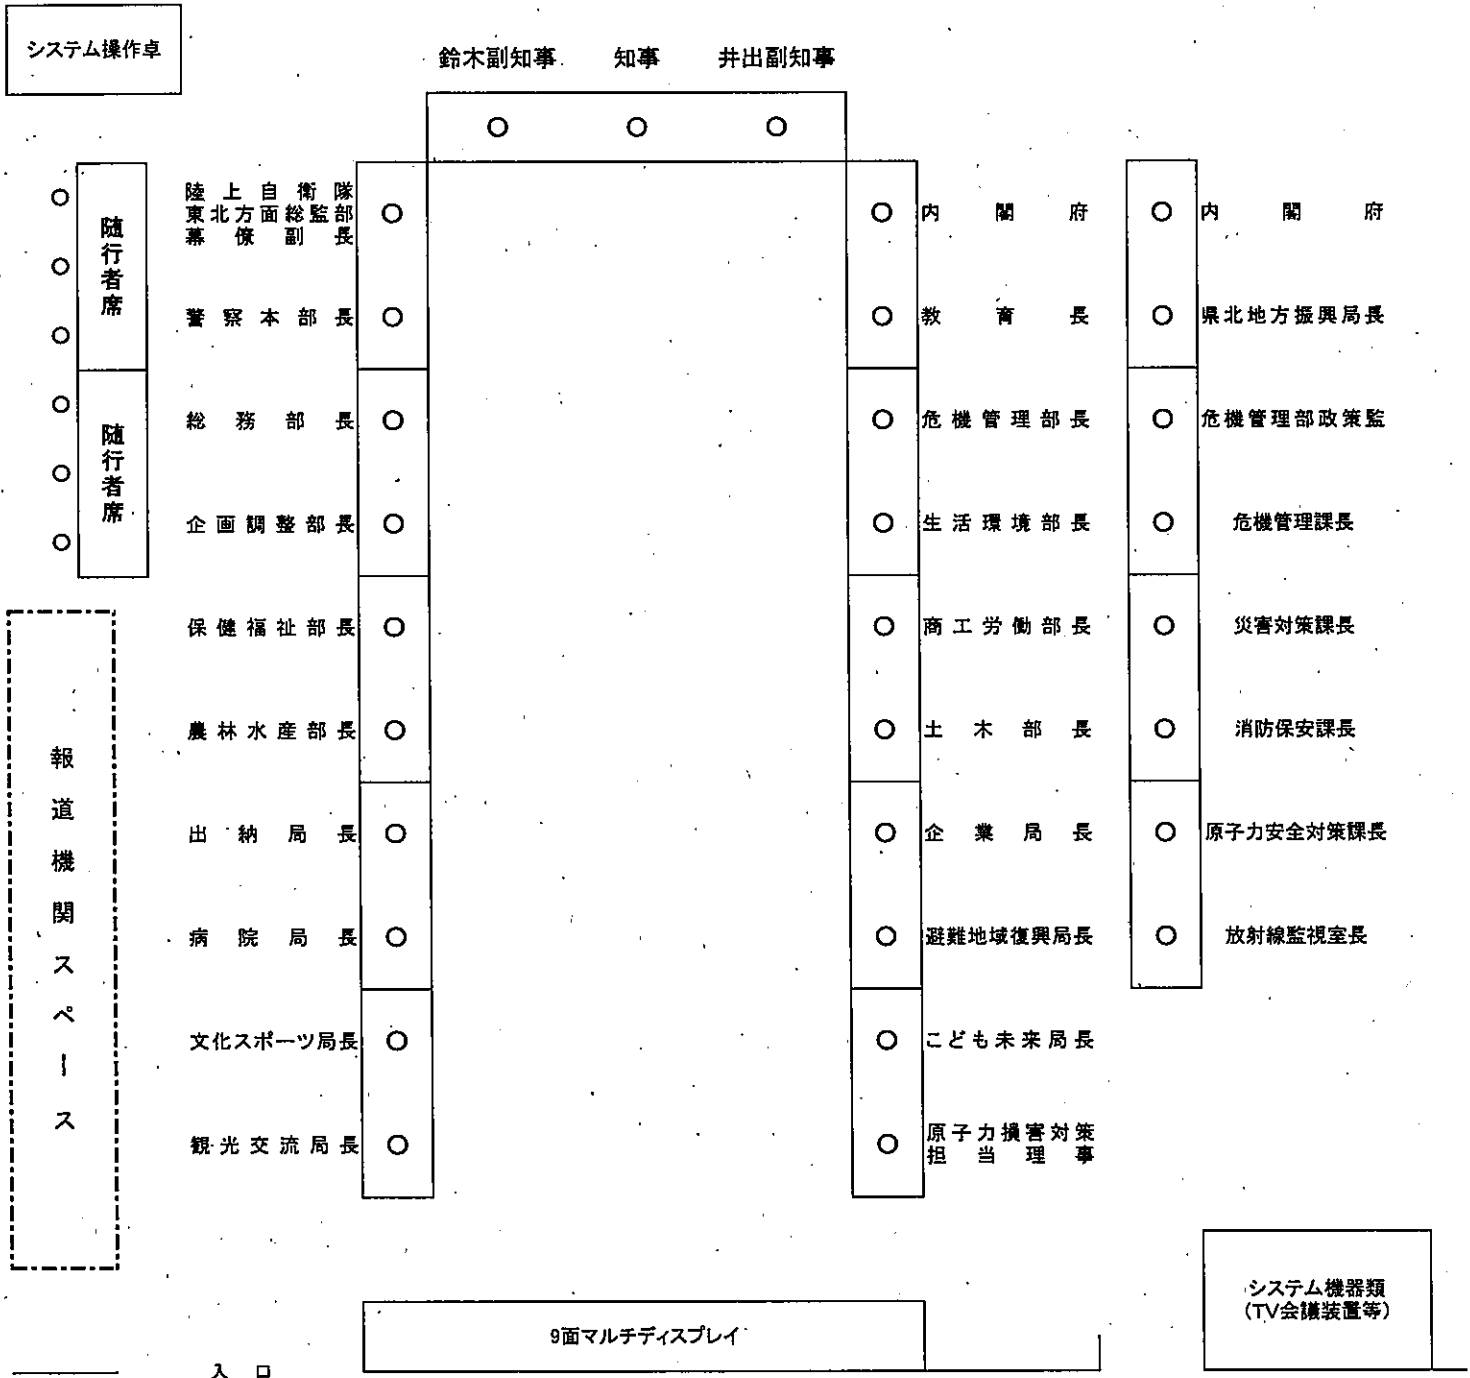 システム操作卓
鈴木副知事 知事 井出副知事
随行者席
随行者席
報道機関スペース
陸上自衛隊
東北方面総監部
幕僚副長
警察本部長
総務部長
企画調整部長
保健福祉部長
農林水産部長
出納局長
病院局長
文化スポーツ局長
観光交流局長
内閣府
教育長
危機管理部長
生活環境部長
商工労働部長
土木部長
企業局長
避難地域復興局長
こども未来局長
原子力損害対策
担当理事
内閣府
県北地方振興局長
危機管理部政策監
危機管理課長
災害対策課長
消防保安課長
原子力安全対策課長
放射線監視室長
システム機器類
(TV会議装置等)
9面マルチディスプレイ
入口